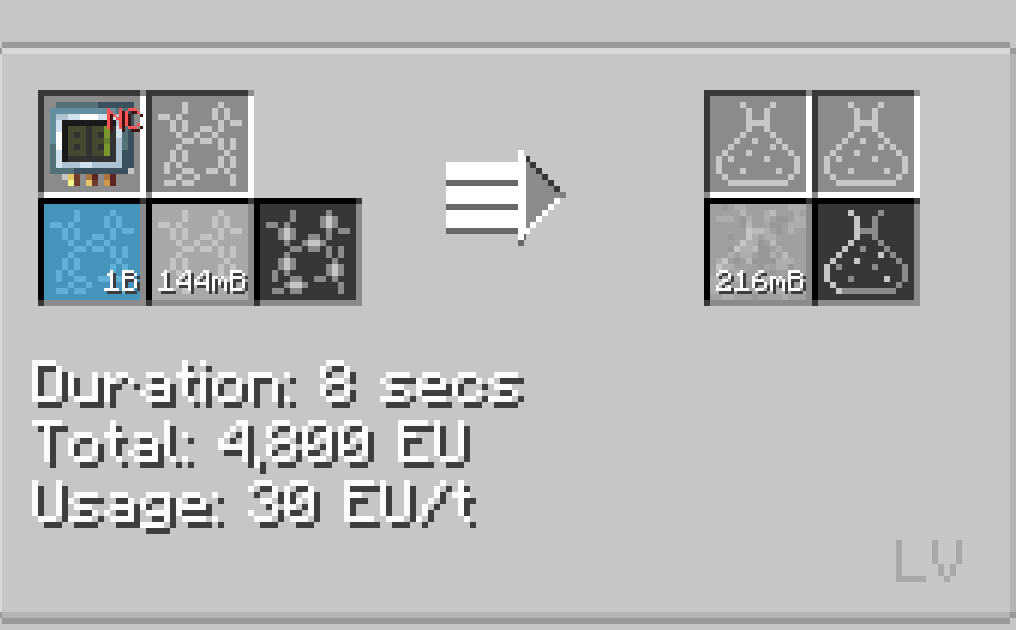 NC
1B 144mB 216mB
Duration: 8 secs
Total: 4,800 EU
Usage: 30 EU/t
LV